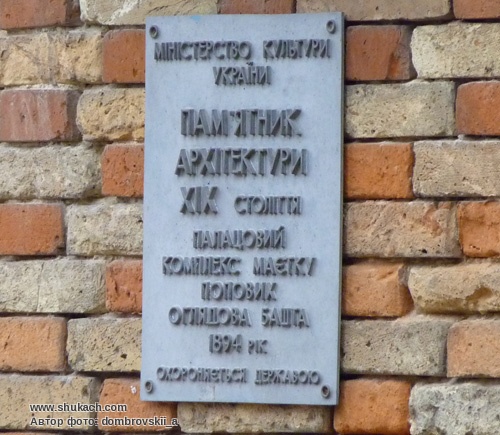 МІНІСТЕРСТВО КУЛЬТУРИ
УКРАЇНИ
ПАМ'ЯТНИК
АРХІТЕКТУРИ
XIX СТОЛІТТЯ
ПАЛАЦОВИЙ
КОМПЛЕКС МАЄТКУ
ПОПОВИХ
ОГЛЯДОВА БАШТА
1894 РІК
ОХОРОНЯЄТЬСЯ ДЕРЖАВОЮ
www.shukach.com
Автор фото: dombrovskii_a_